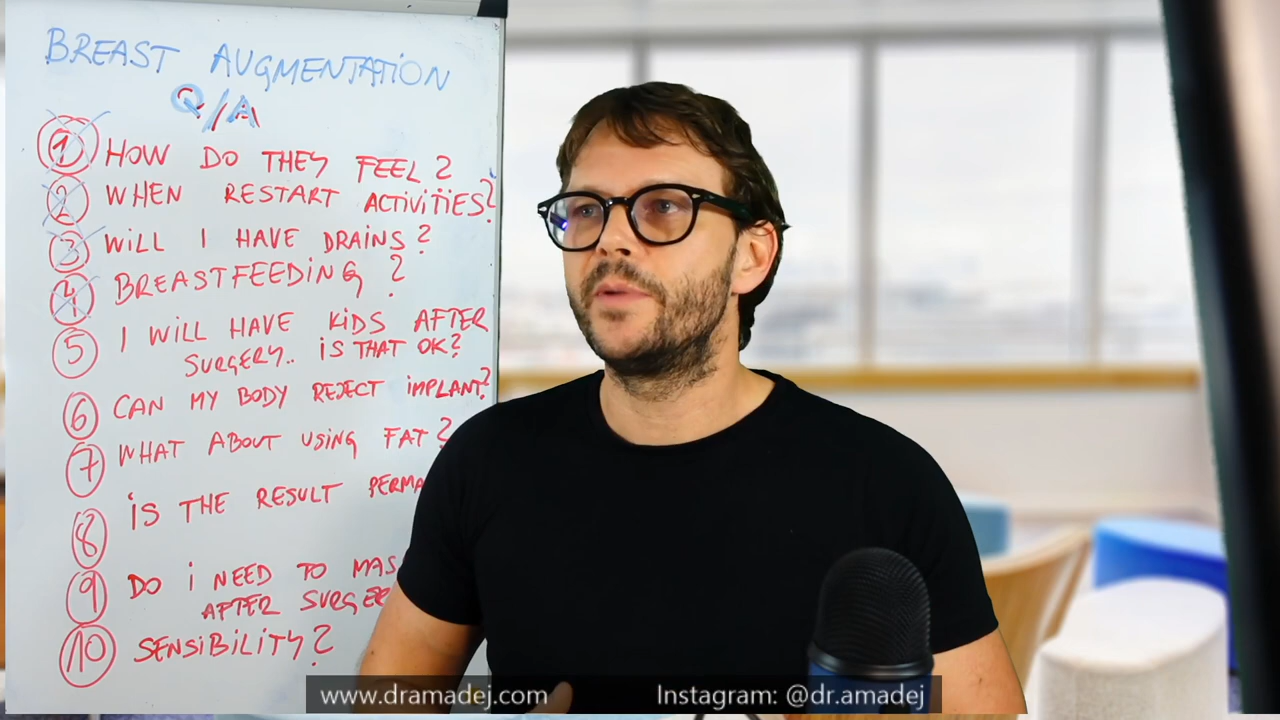 BREAST AUGMENTATION
Q/A
1 HOW DO THEY FEEL?
2 WHEN RESTART ACTIVITIES?
3 WILL I HAVE DRAINS?
4 BREASTFEEDING?
5 I WILL HAVE KIDS AFTER
SURGERY.. IS THAT OK?
6 CAN MY BODY REJECT IMPLANT?
7 WHAT ABOUT USING FAT?
8 IS THE RESULT
9 DO I NEED TO
AFTER
10 SENSIBILITY?
www.dramadej.com Instagram: @dr.amadej